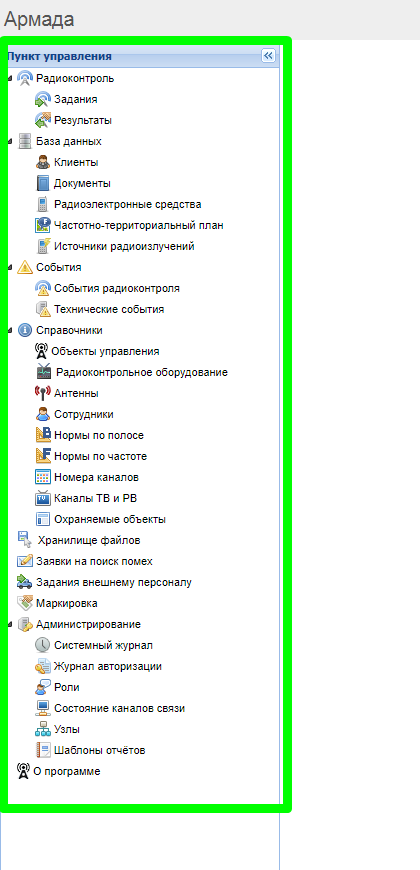 Армада
Пункт управления
Радиоконтроль
Задания
Результаты
База данных
Клиенты
Документы
Радиоэлектронные средства
Частотно-территориальный план
Источники радиоизлучений
События
События радиоконтроля
Технические события
Справочники
Объекты управления
Радиоконтрольное оборудование
Антенны
Сотрудники
Нормы по полосе
Нормы по частоте
Номера каналов
Каналы ТВ и РВ
Охраняемые объекты
Хранилище файлов
Заявки на поиск помех
Задания внешнему персоналу
Маркировка
Администрирование
Системный журнал
Журнал авторизации
Роли
Состояние каналов связи
Узлы
Шаблоны отчётов
О программе